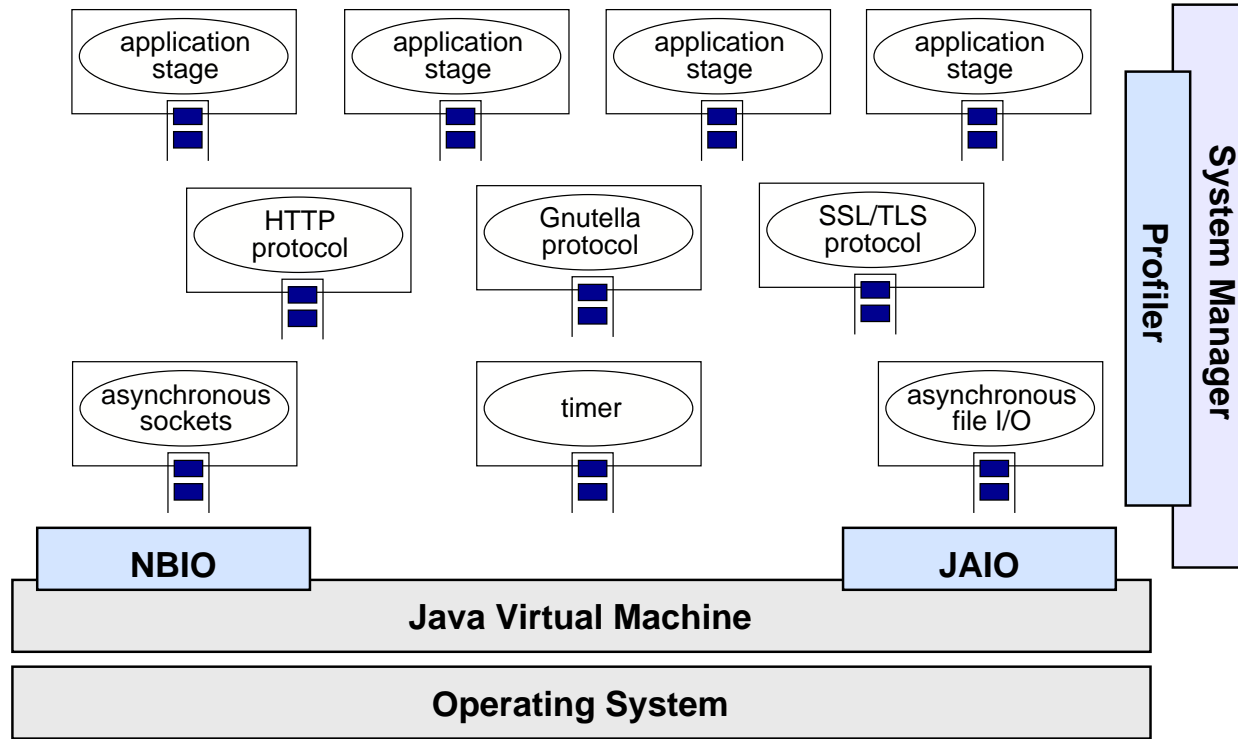 application
stage
application
stage
application
stage
application
stage
HTTP
protocol
Gnutella
protocol
SSL/TLS
protocol
asynchronous
sockets
timer
asynchronous
file I/O
Profiler
System Manager
NBIO
JAIO
Java Virtual Machine
Operating System